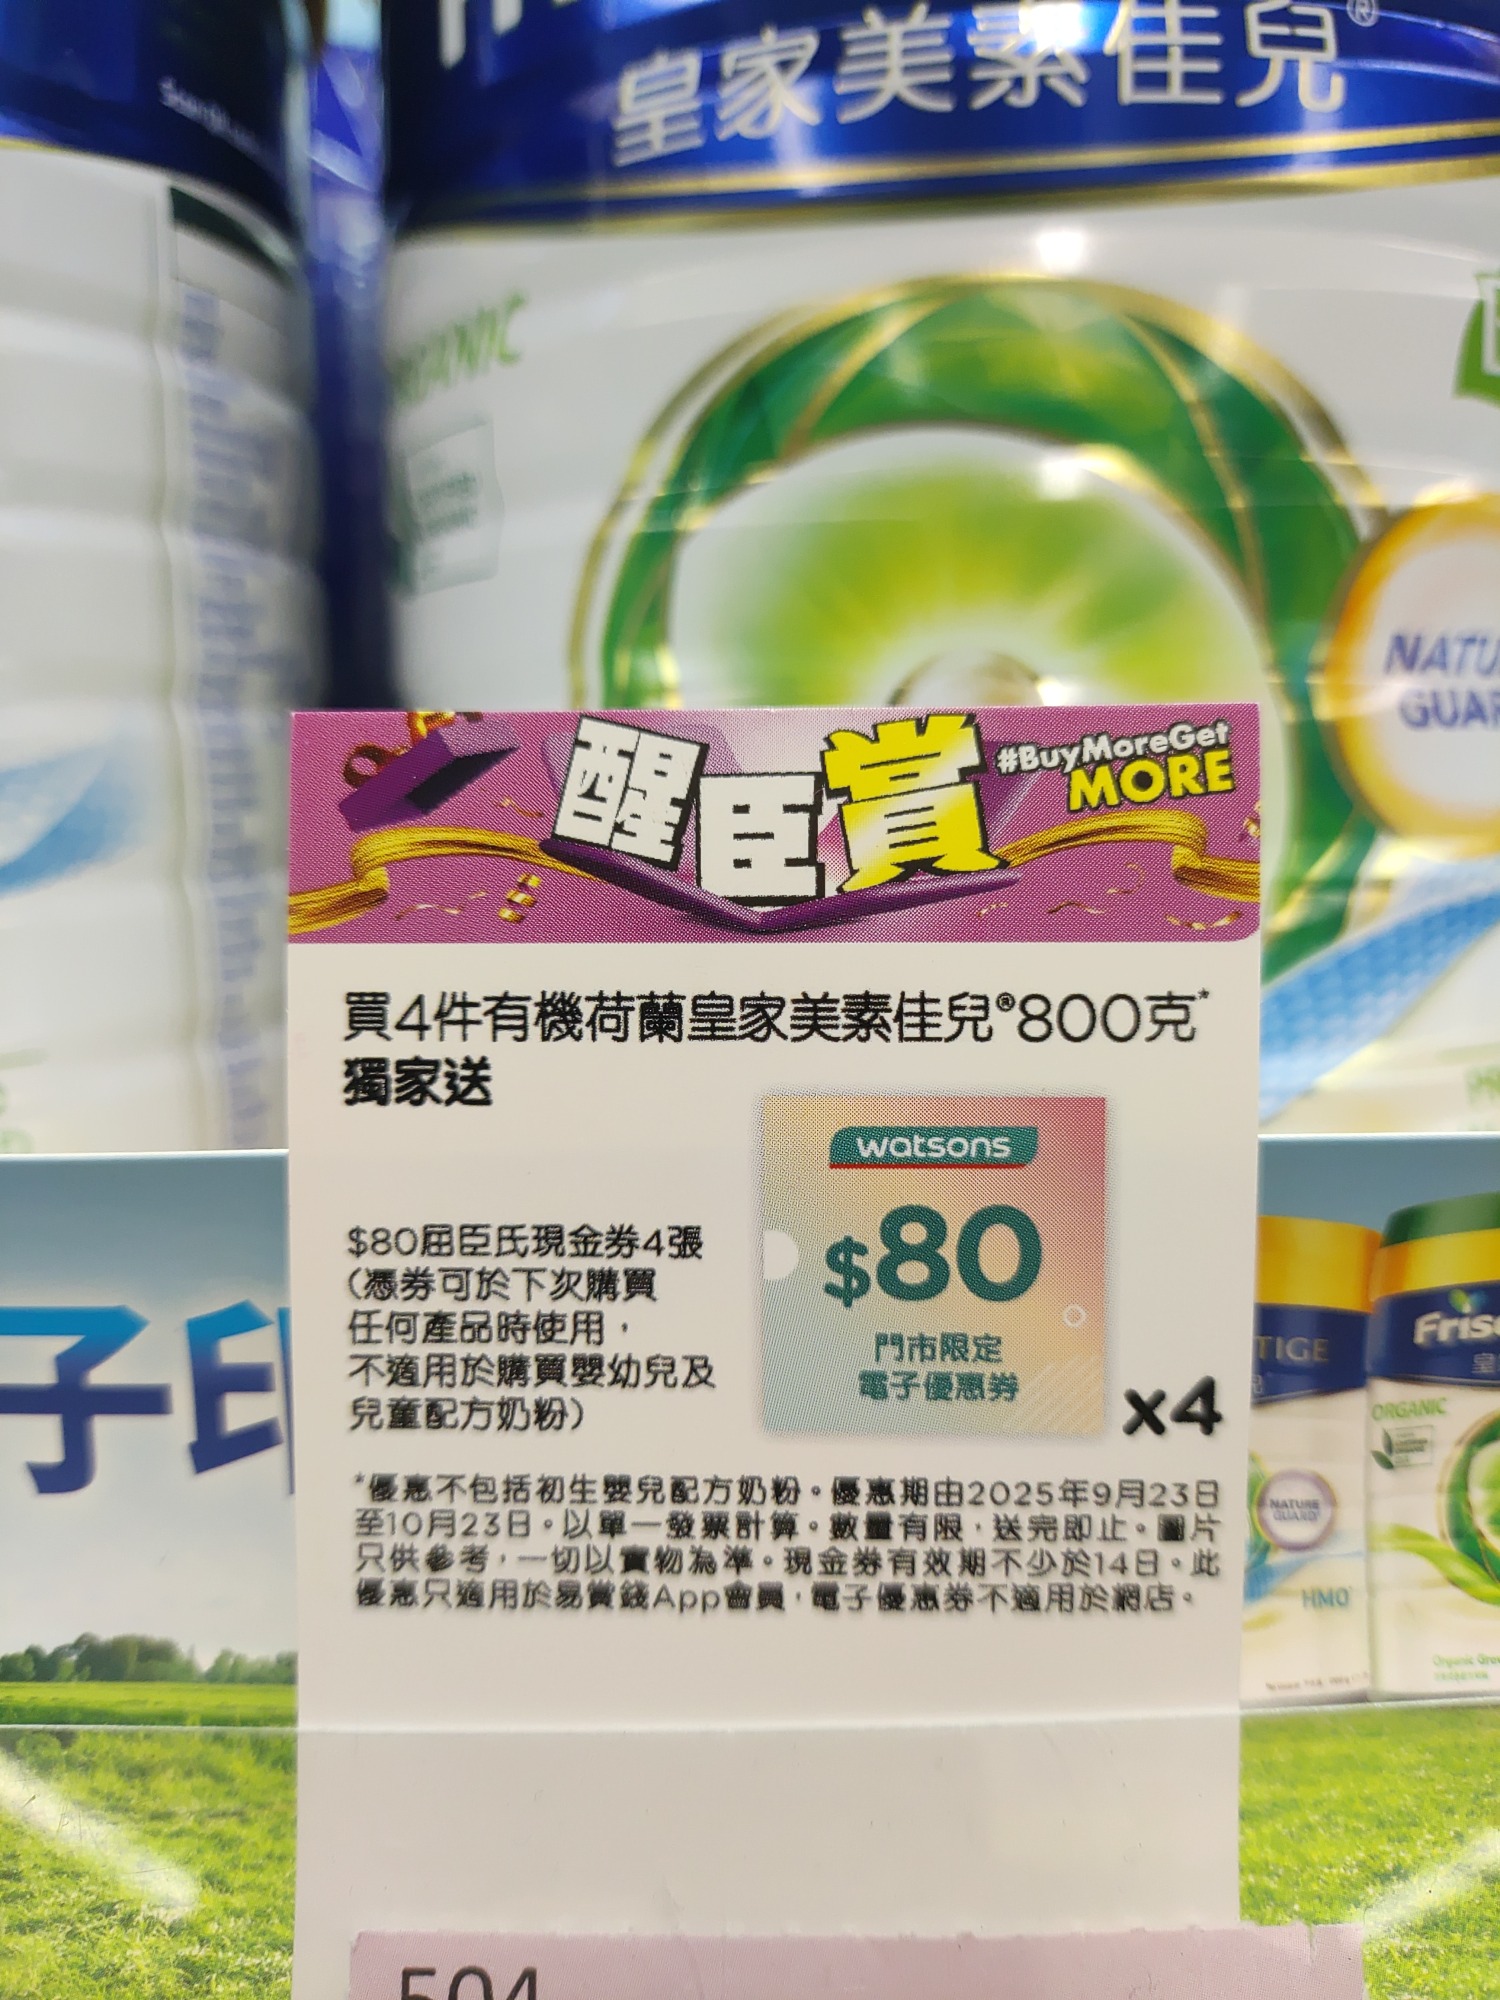 皇家美素佳兒®
ORGANIC
NATU
GUAR
醒臣賞
#BuyMoreGet
MORE
買4件有機荷蘭皇家美素佳兒®800克*
獨家送
watsons
$80
門市限定
電子優惠券
x4
$80屈臣氏現金券4張
(憑券可於下次購買
任何產品時使用，
不適用於購買嬰幼兒及
兒童配方奶粉)
*優惠不包括初生嬰兒配方奶粉。優惠期由2025年9月23日
至10月23日。以單一發票計算。數量有限，送完即止。圖片
只供參考，一切以實物為準。現金券有效期不少於14日。此
優惠只適用於易賞錢App會員，電子優惠券不適用於網店。
子印
TIGE
NATURE
GUARD
HMO
Fris
皇
ORGANIC
504